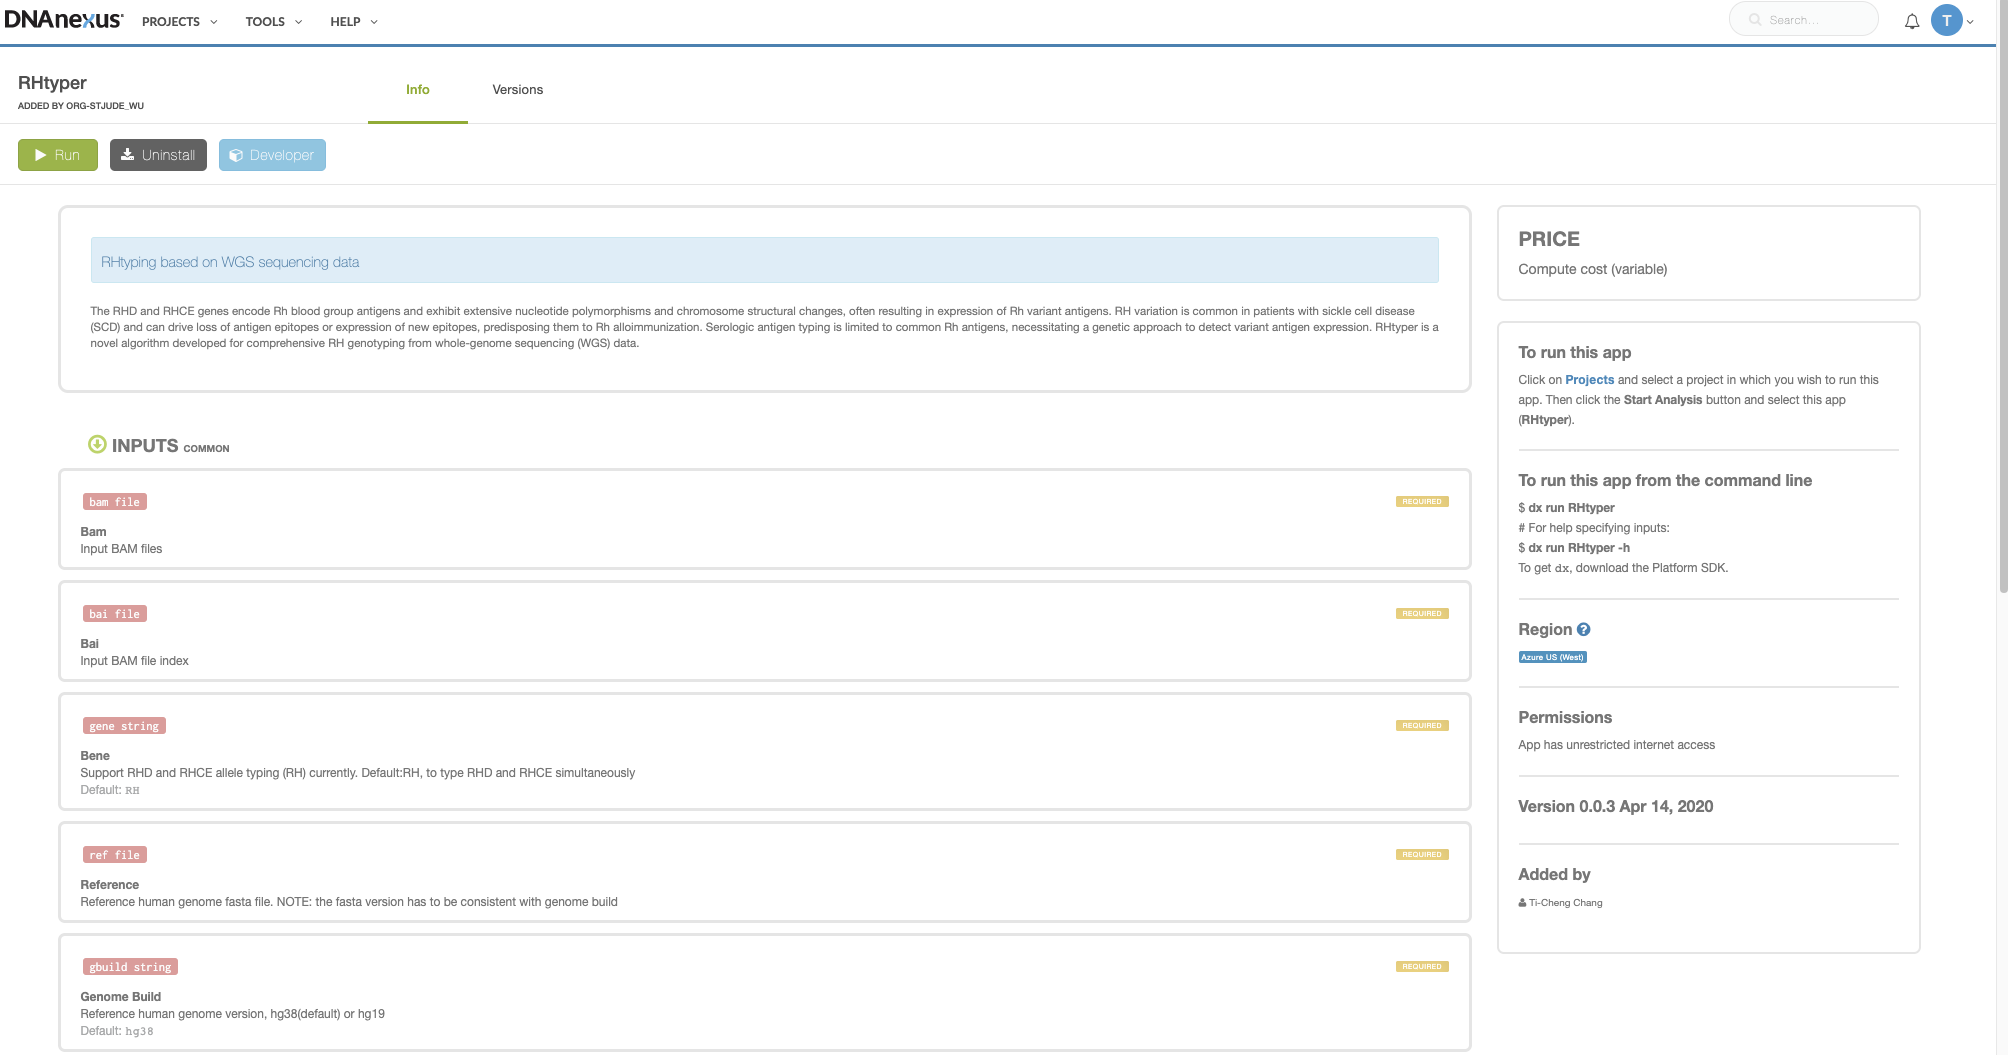 DNAnexus PROJECTS TOOLS HELP Search... T
RHtyper
ADDED BY ORG-STJUDE_WU
Info Versions
Run Uninstall Developer
RHtyping based on WGS sequencing data
The RHD and RHCE genes encode Rh blood group antigens and exhibit extensive nucleotide polymorphisms and chromosome structural changes, often resulting in expression of Rh variant antigens. RH variation is common in patients with sickle cell disease
(SCD) and can drive loss of antigen epitopes or expression of new epitopes, predisposing them to Rh alloimmunization. Serologic antigen typing is limited to common Rh antigens, necessitating a genetic approach to detect variant antigen expression. RHtyper is a
novel algorithm developed for comprehensive RH genotyping from whole-genome sequencing (WGS) data.
INPUTS COMMON
bam file REQUIRED
Bam
Input BAM files
bai file REQUIRED
Bai
Input BAM file index
gene string REQUIRED
Bene
Support RHD and RHCE allele typing (RH) currently. Default:RH, to type RHD and RHCE simultaneously
Default: RH
ref file REQUIRED
Reference
Reference human genome fasta file. NOTE: the fasta version has to be consistent with genome build
gbuild string REQUIRED
Genome Build
Reference human genome version, hg38(default) or hg19
Default: hg38
PRICE
Compute cost (variable)
To run this app
Click on Projects and select a project in which you wish to run this
app. Then click the Start Analysis button and select this app
(RHtyper).
To run this app from the command line
$ dx run RHtyper
# For help specifying inputs:
$ dx run RHtyper -h
To get dx, download the Platform SDK.
Region ?
Azure US (West)
Permissions
App has unrestricted internet access
Version 0.0.3 Apr 14, 2020
Added by
Ti-Cheng Chang